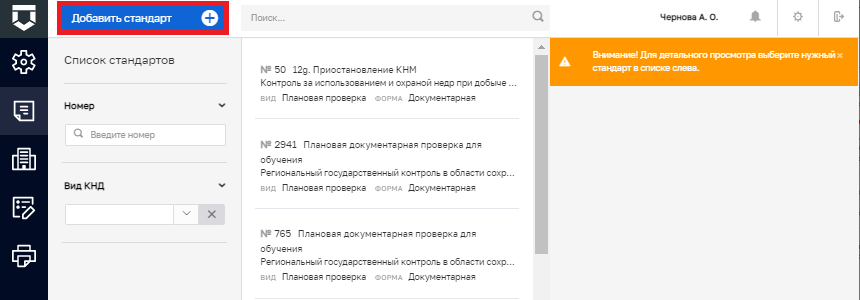 Добавить стандарт
Поиск...
Чернова А. О.
Список стандартов
Номер
Введите номер
Вид КНД
№ 50 12g. Приостановление КНМ
Контроль за использованием и охраной недр при добыче ...
ВИД Плановая проверка ФОРМА Документарная
№ 2941 Плановая документарная проверка для
обучения
Региональный государственный контроль в области сохр...
ВИД Плановая проверка ФОРМА Документарная
№ 765 Плановая документарная проверка для
обучения
Региональный государственный контроль в области сохр...
ВИД Плановая проверка ФОРМА Документарная
Внимание! Для детального просмотра выберите нужный
стандарт в списке слева.